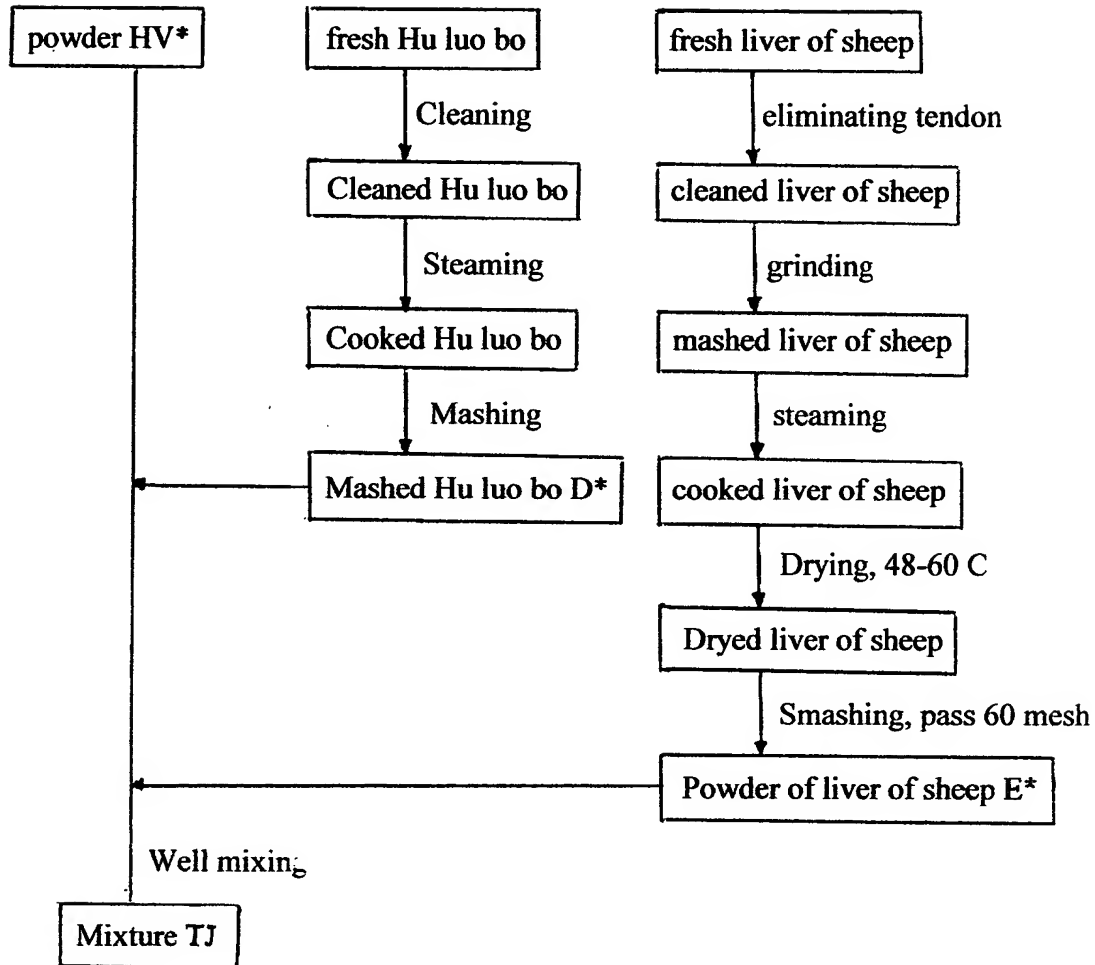 powder HV*
fresh Hu luo bo
fresh liver of sheep
Cleaning
eliminating tendon
Cleaned Hu luo bo
cleaned liver of sheep
Steaming
grinding
Cooked Hu luo bo
mashed liver of sheep
Mashing
steaming
Mashed Hu luo bo D*
cooked liver of sheep
Drying, 48-60 C
Dryed liver of sheep
Smashing, pass 60 mesh
Powder of liver of sheep E*
Well mixing
Mixture TJ